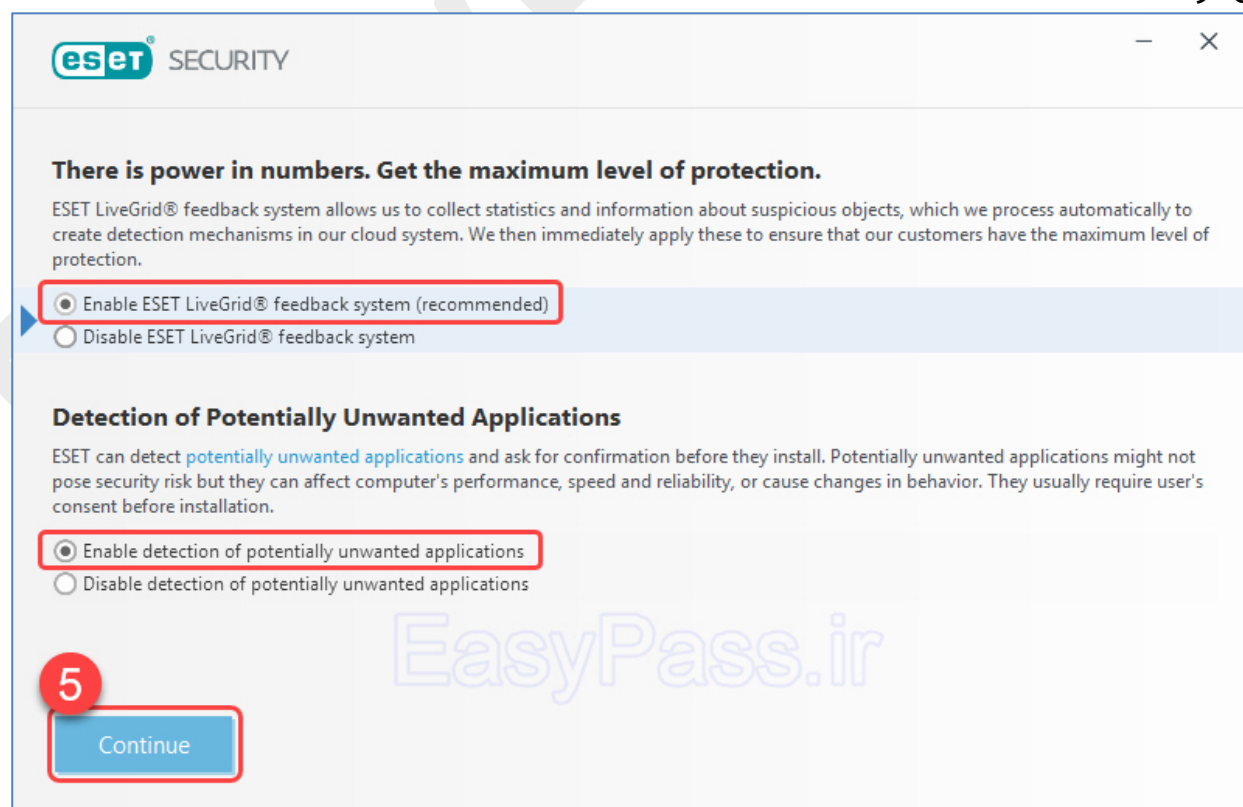 eset® SECURITY
There is power in numbers. Get the maximum level of protection.
ESET LiveGrid® feedback system allows us to collect statistics and information about suspicious objects, which we process automatically to
create detection mechanisms in our cloud system. We then immediately apply these to ensure that our customers have the maximum level of
protection.
Enable ESET LiveGrid® feedback system (recommended)
Disable ESET LiveGrid® feedback system
Detection of Potentially Unwanted Applications
ESET can detect potentially unwanted applications and ask for confirmation before they install. Potentially unwanted applications might not
pose security risk but they can affect computer's performance, speed and reliability, or cause changes in behavior. They usually require user's
consent before installation.
Enable detection of potentially unwanted applications
Disable detection of potentially unwanted applications
EasyPass.ir
5
Continue